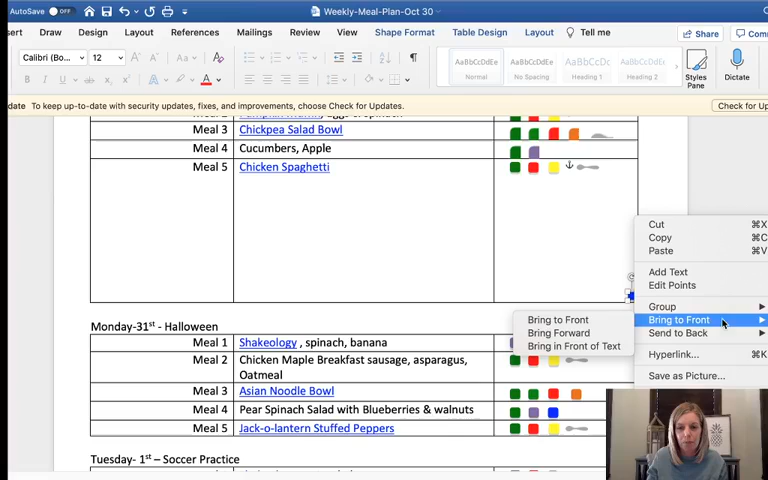 AutoSave OFF Weekly-Meal-Plan-Oct 30
sert Draw Design Layout References Mailings Review View Shape Format Table Design Layout Tell me Share Comm
Calibri (Bo... 12
AaBbCcDdEe AaBbCcDdEe AaBbCcDc AaBbCcDdEe
Normal No Spacing Heading 1 Heading 2 Styles Pane Dictate
date To keep up-to-date with security updates, fixes, and improvements, choose Check for Updates. Check for Up
Meal 3 Chickpea Salad Bowl
Meal 4 Cucumbers, Apple
Meal 5 Chicken Spaghetti
Cut ⌘X
Copy ⌘C
Paste ⌘V
Add Text
Edit Points
Group
Bring to Front
Send to Back
Hyperlink... ⌘K
Save as Picture...
Bring to Front
Bring Forward
Bring in Front of Text
Monday-31st - Halloween
Meal 1 Shakeology , spinach, banana
Meal 2 Chicken Maple Breakfast sausage, asparagus,
Oatmeal
Meal 3 Asian Noodle Bowl
Meal 4 Pear Spinach Salad with Blueberries & walnuts
Meal 5 Jack-o-lantern Stuffed Peppers
Tuesday- 1st – Soccer Practice